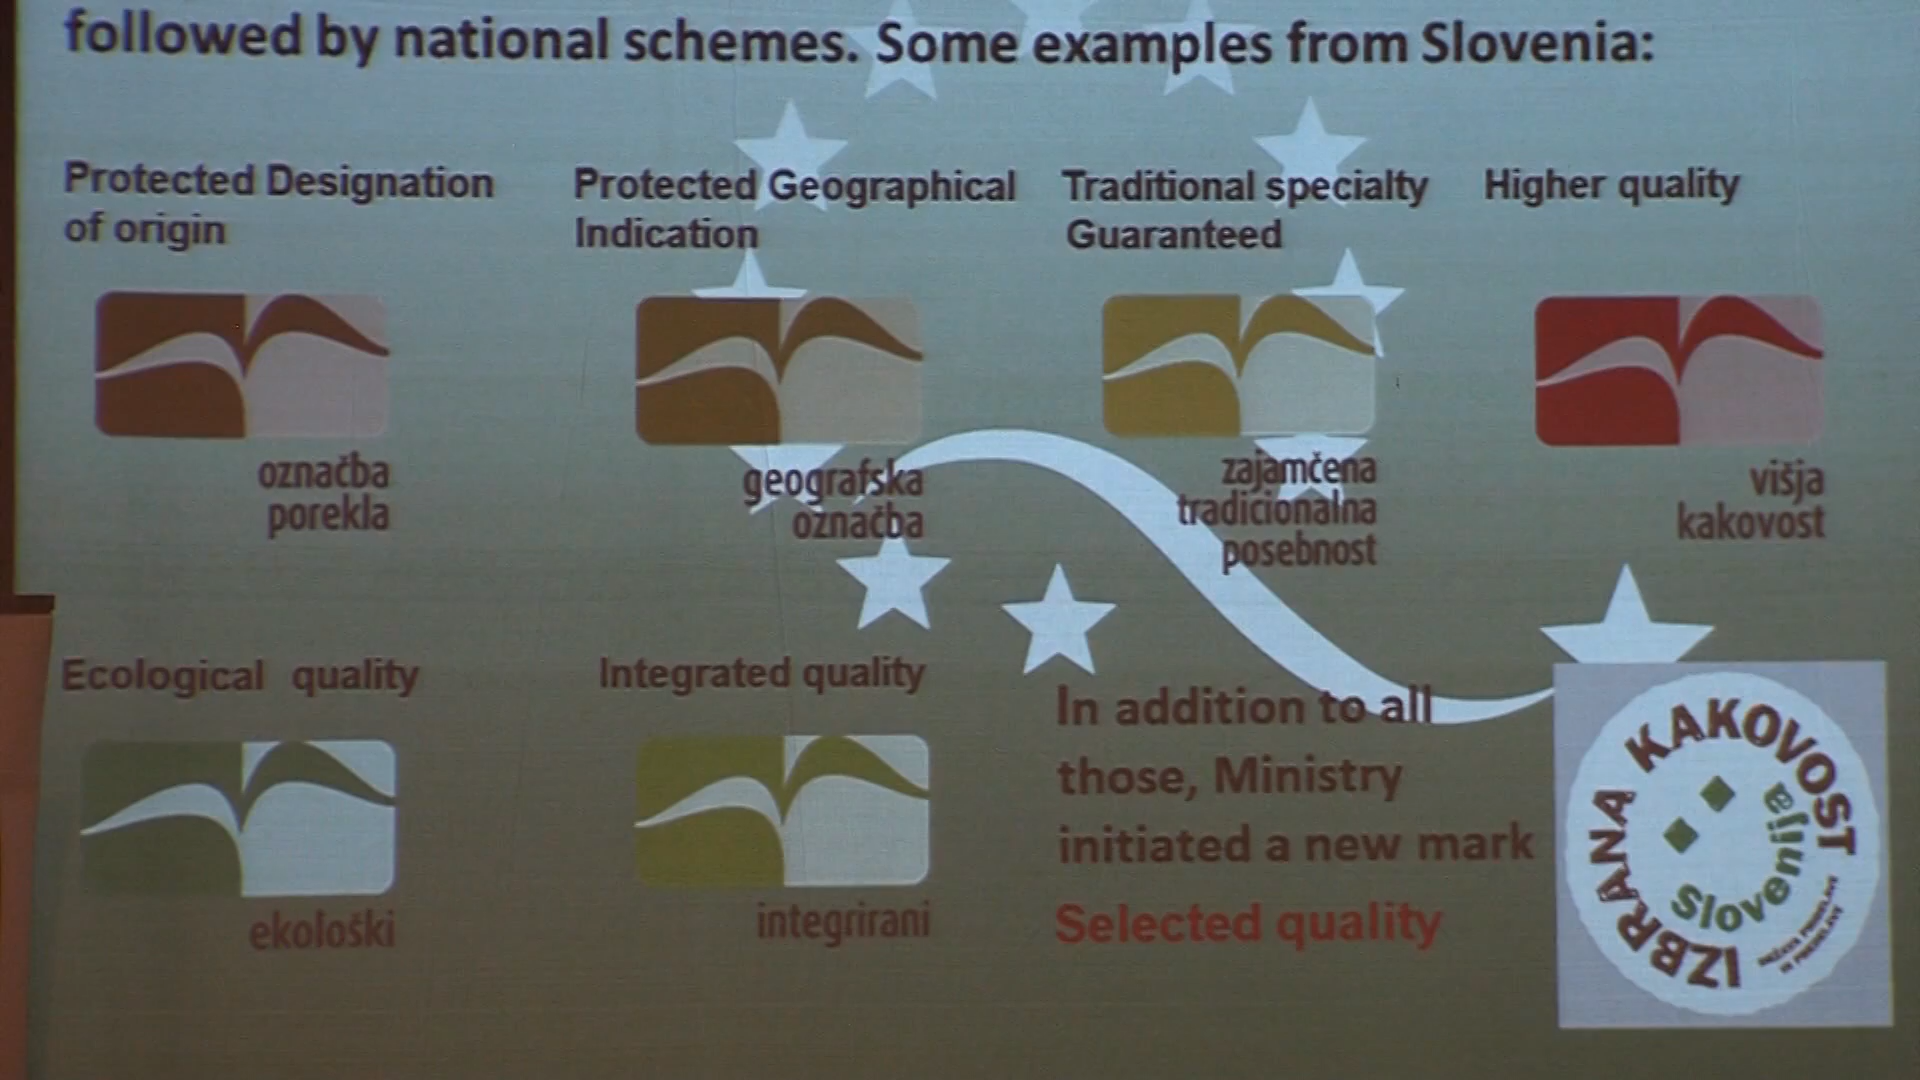 followed by national schemes. Some examples from Slovenia:
Protected Designation
of origin
Protected Geographical
Indication
Traditional specialty
Guaranteed
Higher quality
označba
porekla
geografska
označba
zajamčena
tradicionalna
posebnost
višja
kakovost
Ecological quality
Integrated quality
ekološki
integrirani
In addition to all
those, Ministry
initiated a new mark
Selected quality
IZBRANA KAKOVOST
Slovenija